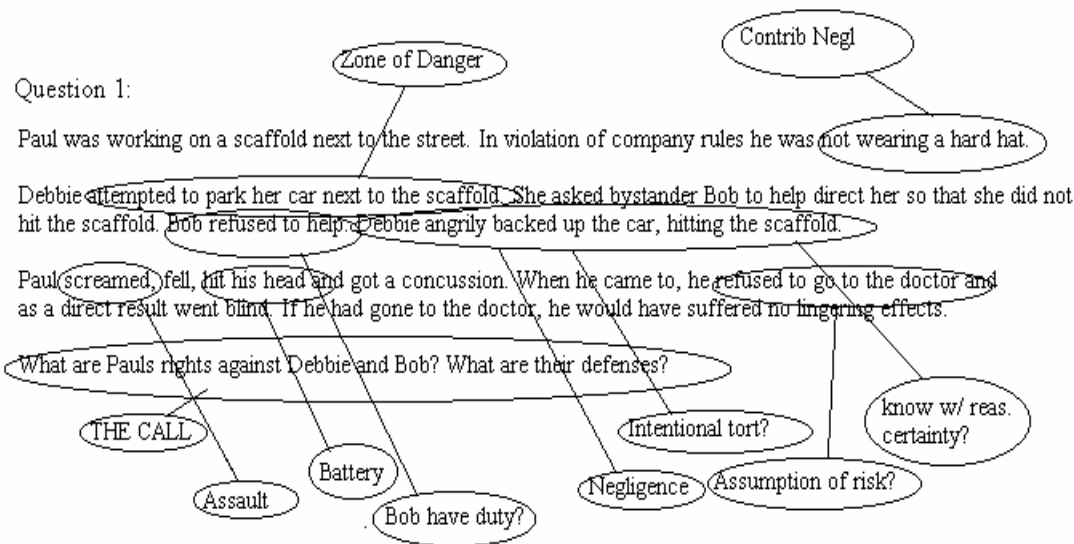 Zone of Danger
Contrib Negl
Question 1:
Paul was working on a scaffold next to the street. In violation of company rules he was not wearing a hard hat.
Debbie attempted to park her car next to the scaffold. She asked bystander Bob to help direct her so that she did not
hit the scaffold. Bob refused to help. Debbie angrily backed up the car, hitting the scaffold.
Paul screamed, fell, hit his head and got a concussion. When he came to, he refused to go to the doctor and
as a direct result went blind. If he had gone to the doctor, he would have suffered no lingering effects.
What are Pauls rights against Debbie and Bob? What are their defenses?
THE CALL
Assault
Battery
Bob have duty?
Negligence
Intentional tort?
Assumption of risk?
know w/ reas.
certainty?